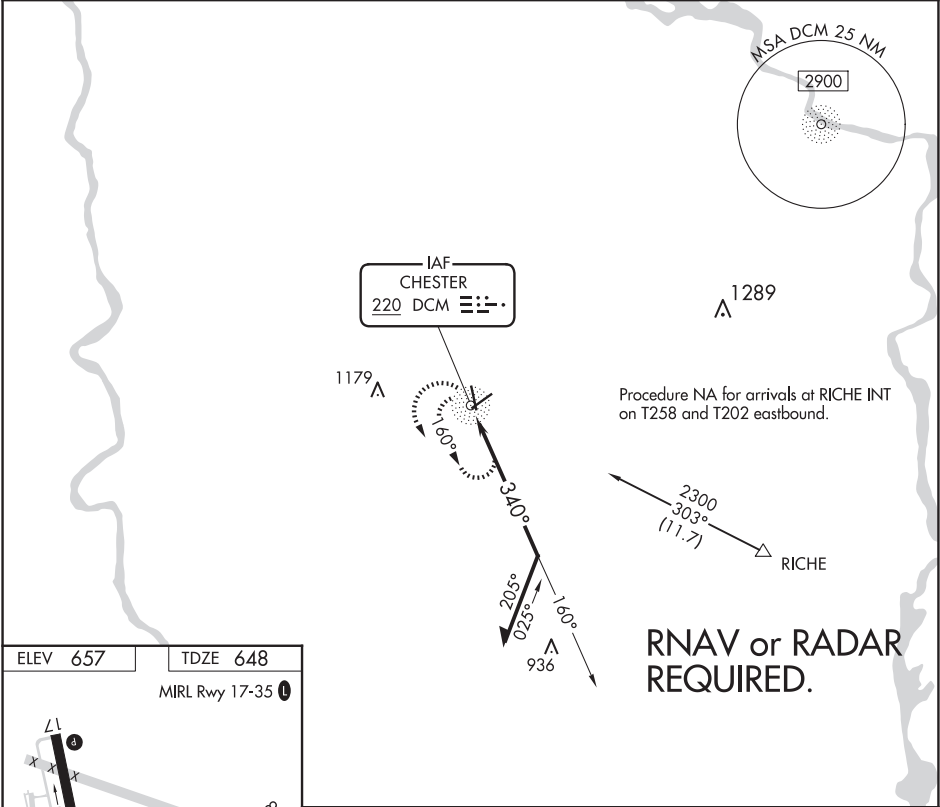 MSA DCM 25 NM
2900
IAF
CHESTER
220 DCM
1289
1179
Procedure NA for arrivals at RICHE INT
on T258 and T202 eastbound.
160°
340°
2300
303°
(11.7)
RICHE
205°
025°
160°
936
RNAV or RADAR
REQUIRED.
ELEV 657
TDZE 648
MIRL Rwy 17-35 L
17
P
X X X